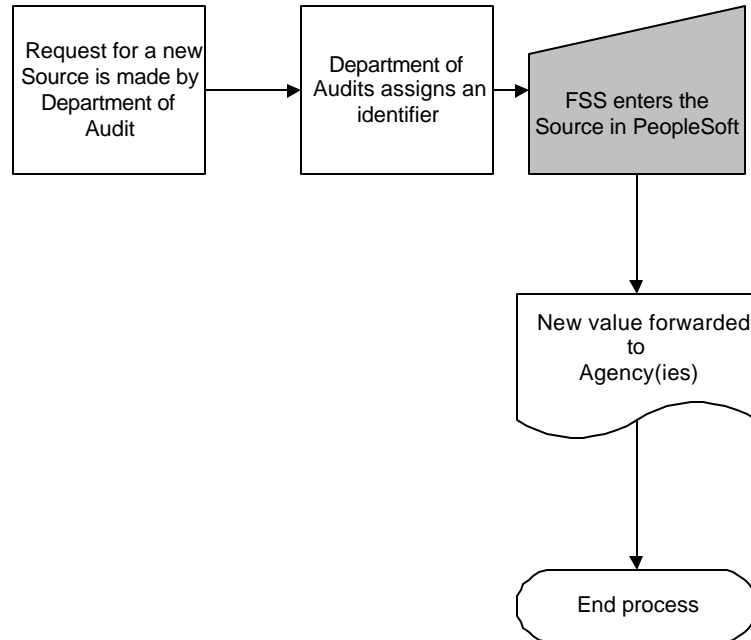 Request for a new
Source is made by
Department of
Audit
Department of
Audits assigns an
identifier
FSS enters the
Source in PeopleSoft
New value forwarded
to
Agency(ies)
End process